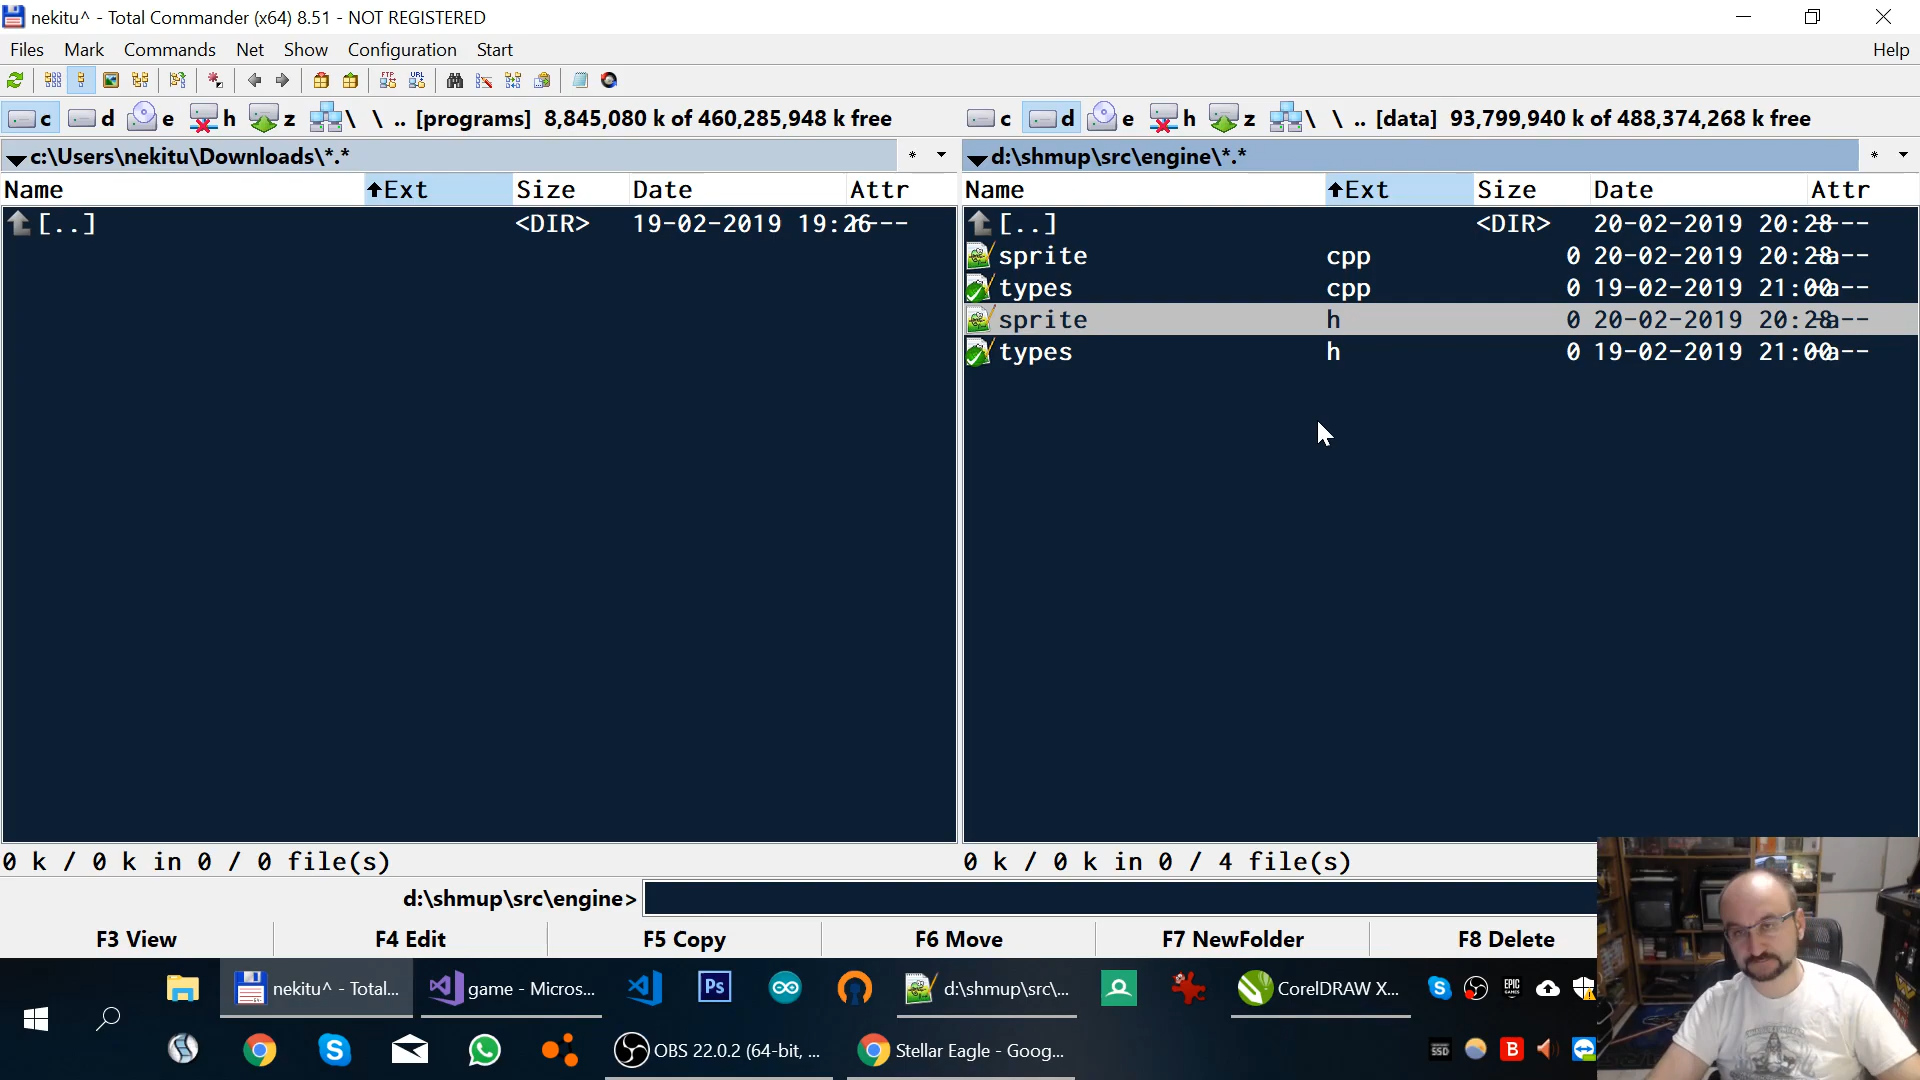 nekitu^ - Total Commander (x64) 8.51 - NOT REGISTERED
Files Mark Commands Net Show Configuration Start Help
FTP URL
c d e h z \ \ .. [programs] 8,845,080 k of 460,285,948 k free
c d e h z \ \ .. [data] 93,799,940 k of 488,374,268 k free
c:\Users\nekitu\Downloads\*.* *
d:\shmup\src\engine\*.* *
Name Ext Size Date Attr
[..] <DIR> 19-02-2019 19:26 r---
Name Ext Size Date Attr
[..] <DIR> 20-02-2019 20:28 ----
sprite cpp 0 20-02-2019 20:28 -a--
types cpp 0 19-02-2019 21:00 -a--
sprite h 0 20-02-2019 20:28 -a--
types h 0 19-02-2019 21:00 -a--
0 k / 0 k in 0 / 0 file(s)
0 k / 0 k in 0 / 4 file(s)
d:\shmup\src\engine>
F3 View F4 Edit F5 Copy F6 Move F7 NewFolder F8 Delete
nekitu^ - Total... game - Micros... Ps d:\shmup\src\... CorelDRAW X... EPIC GAMES
OBS 22.0.2 (64-bit, ... Stellar Eagle - Goog... SSD B